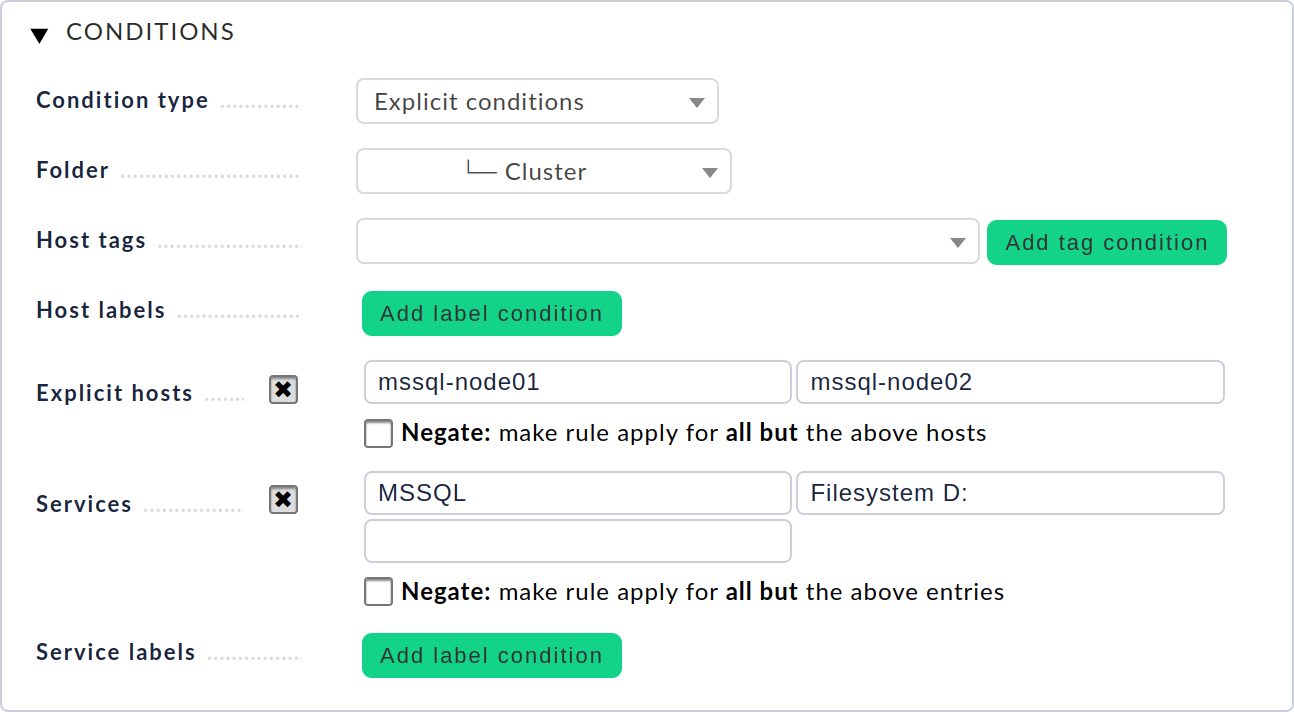 CONDITIONS
Condition type Explicit conditions
Folder └─ Cluster
Host tags Add tag condition
Host labels Add label condition
Explicit hosts mssql-node01 mssql-node02
Negate: make rule apply for all but the above hosts
Services MSSQL Filesystem D:
Negate: make rule apply for all but the above entries
Service labels Add label condition